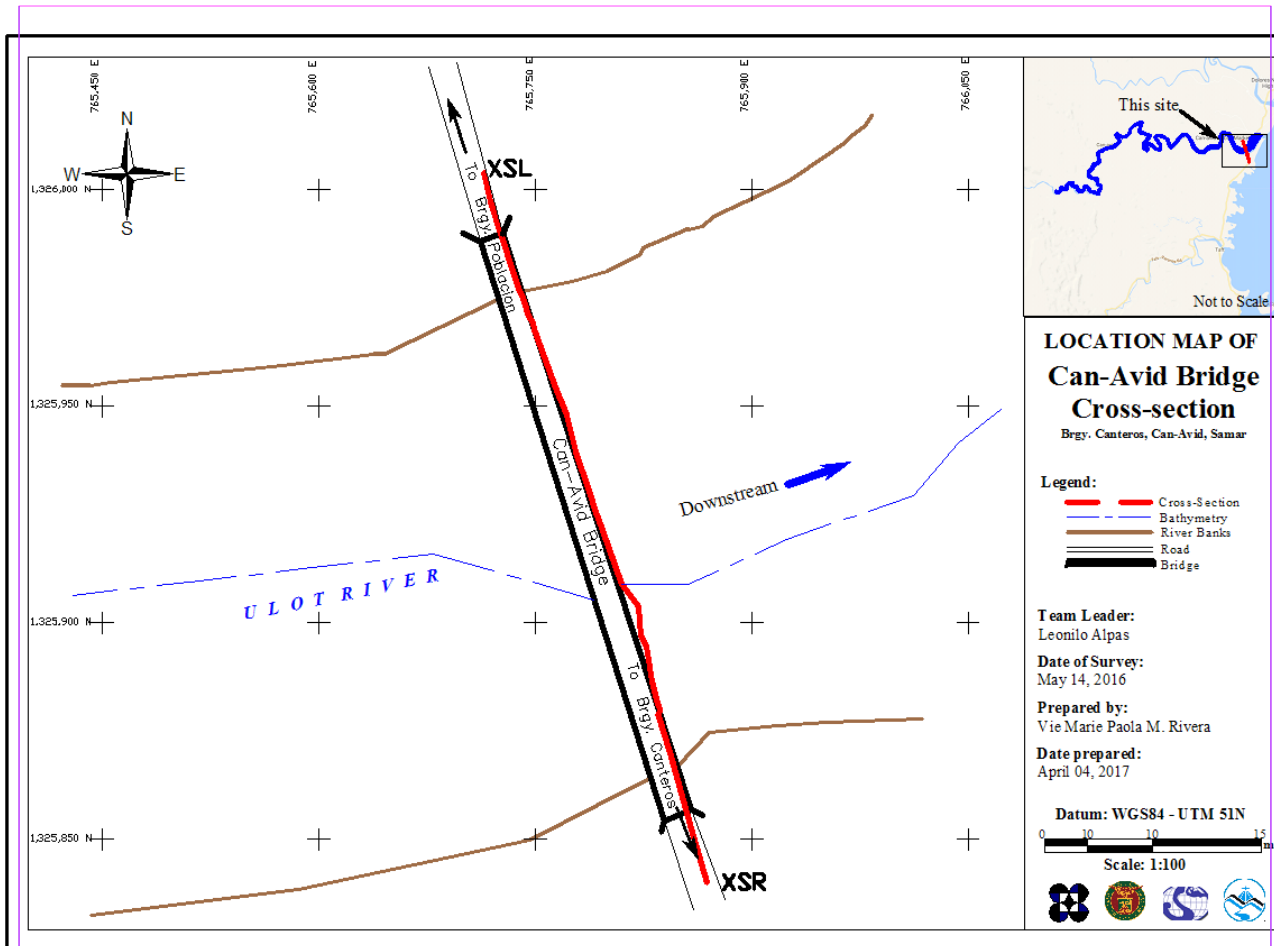 765,450 E
765,600 E
765,750 E
765,900 E
766,050 E
N
W E
S
1,386,000 N
1,325,950 N
1,325,900 N
1,325,850 N
XSL
To Brgy. Poblacion
Can-Avid Bridge
To Brgy. Canteros
XSR
Downstream
ULOT RIVER
This site
Not to Scale
LOCATION MAP OF
Can-Avid Bridge
Cross-section
Brgy. Canteros, Can-Avid, Samar
Legend:
Cross-Section
Bathymetry
River Banks
Road
Bridge
Team Leader:
Leonilo Alpas
Date of Survey:
May 14, 2016
Prepared by:
Vie Marie Paola M. Rivera
Date prepared:
April 04, 2017
Datum: WGS84 - UTM 51N
0 10 10 15
m
Scale: 1:100